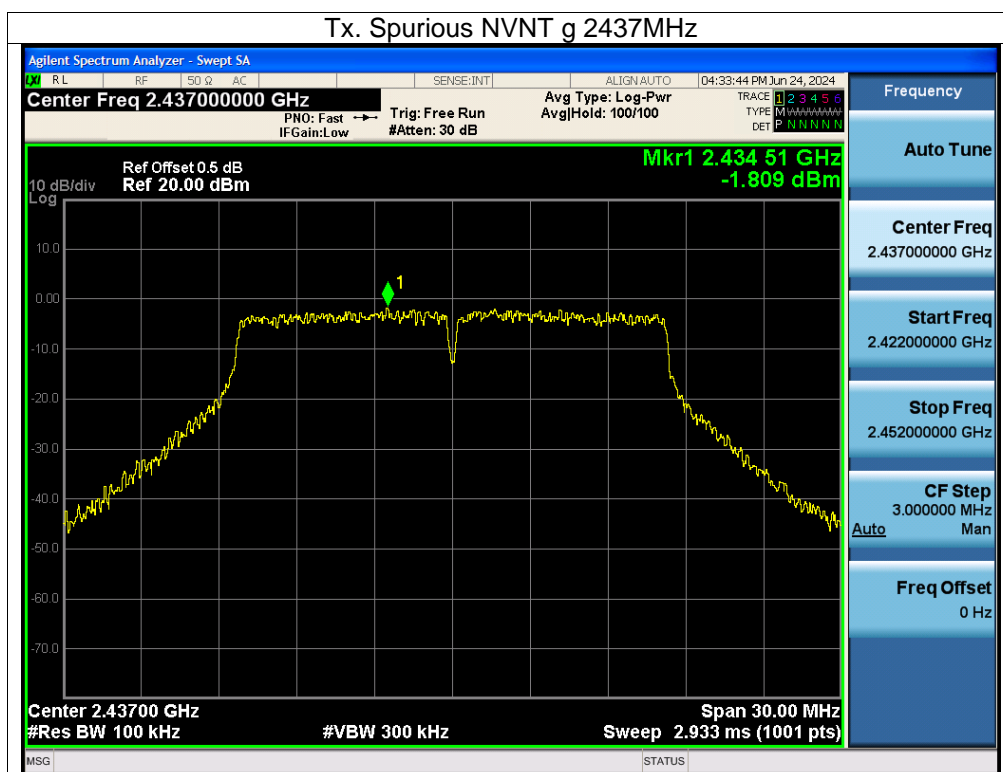 Tx. Spurious NVNT g 2437MHz
Agilent Spectrum Analyzer - Swept SA
LXI RL RF 50 Ω AC SENSE:INT ALIGN AUTO 04:33:44 PM Jun 24, 2024
Center Freq 2.437000000 GHz
PNO: Fast
IFGain:Low
Trig: Free Run
#Atten: 30 dB
Avg Type: Log-Pwr
Avg|Hold: 100/100
TRACE 1 2 3 4 5 6
TYPE M WWWWW
DET P N N N N N
Mkr1 2.434 51 GHz
-1.809 dBm
Ref Offset 0.5 dB
10 dB/div Ref 20.00 dBm
Log
10.0
0.00
-10.0
-20.0
-30.0
-40.0
-50.0
-60.0
-70.0
1
Center 2.43700 GHz Span 30.00 MHz
#Res BW 100 kHz #VBW 300 kHz Sweep 2.933 ms (1001 pts)
MSG STATUS
Frequency
Auto Tune
Center Freq
2.437000000 GHz
Start Freq
2.422000000 GHz
Stop Freq
2.452000000 GHz
CF Step
3.000000 MHz
Auto Man
Freq Offset
0 Hz